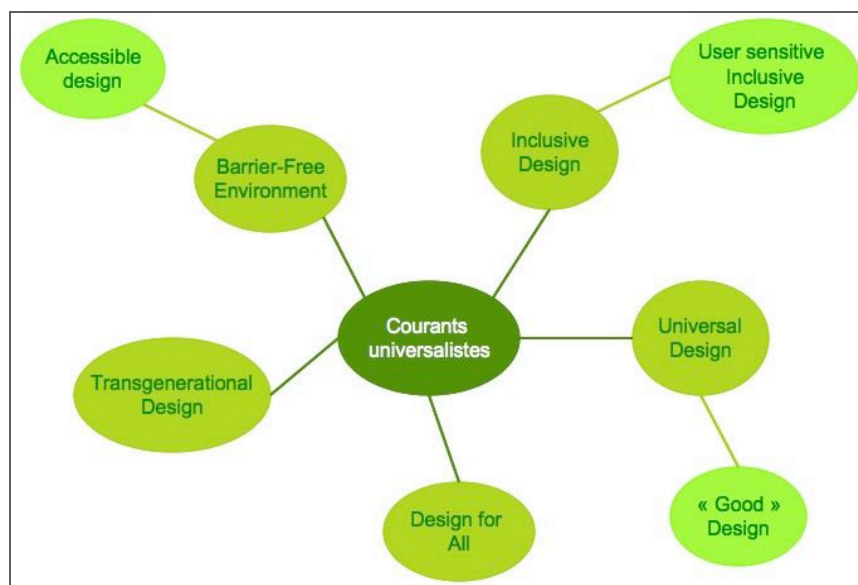 Accessible
design
User sensitive
Inclusive
Design
Inclusive
Design
Barrier-Free
Environment
Courants
universalistes
Universal
Design
Transgenerational
Design
« Good »
Design
Design for
All